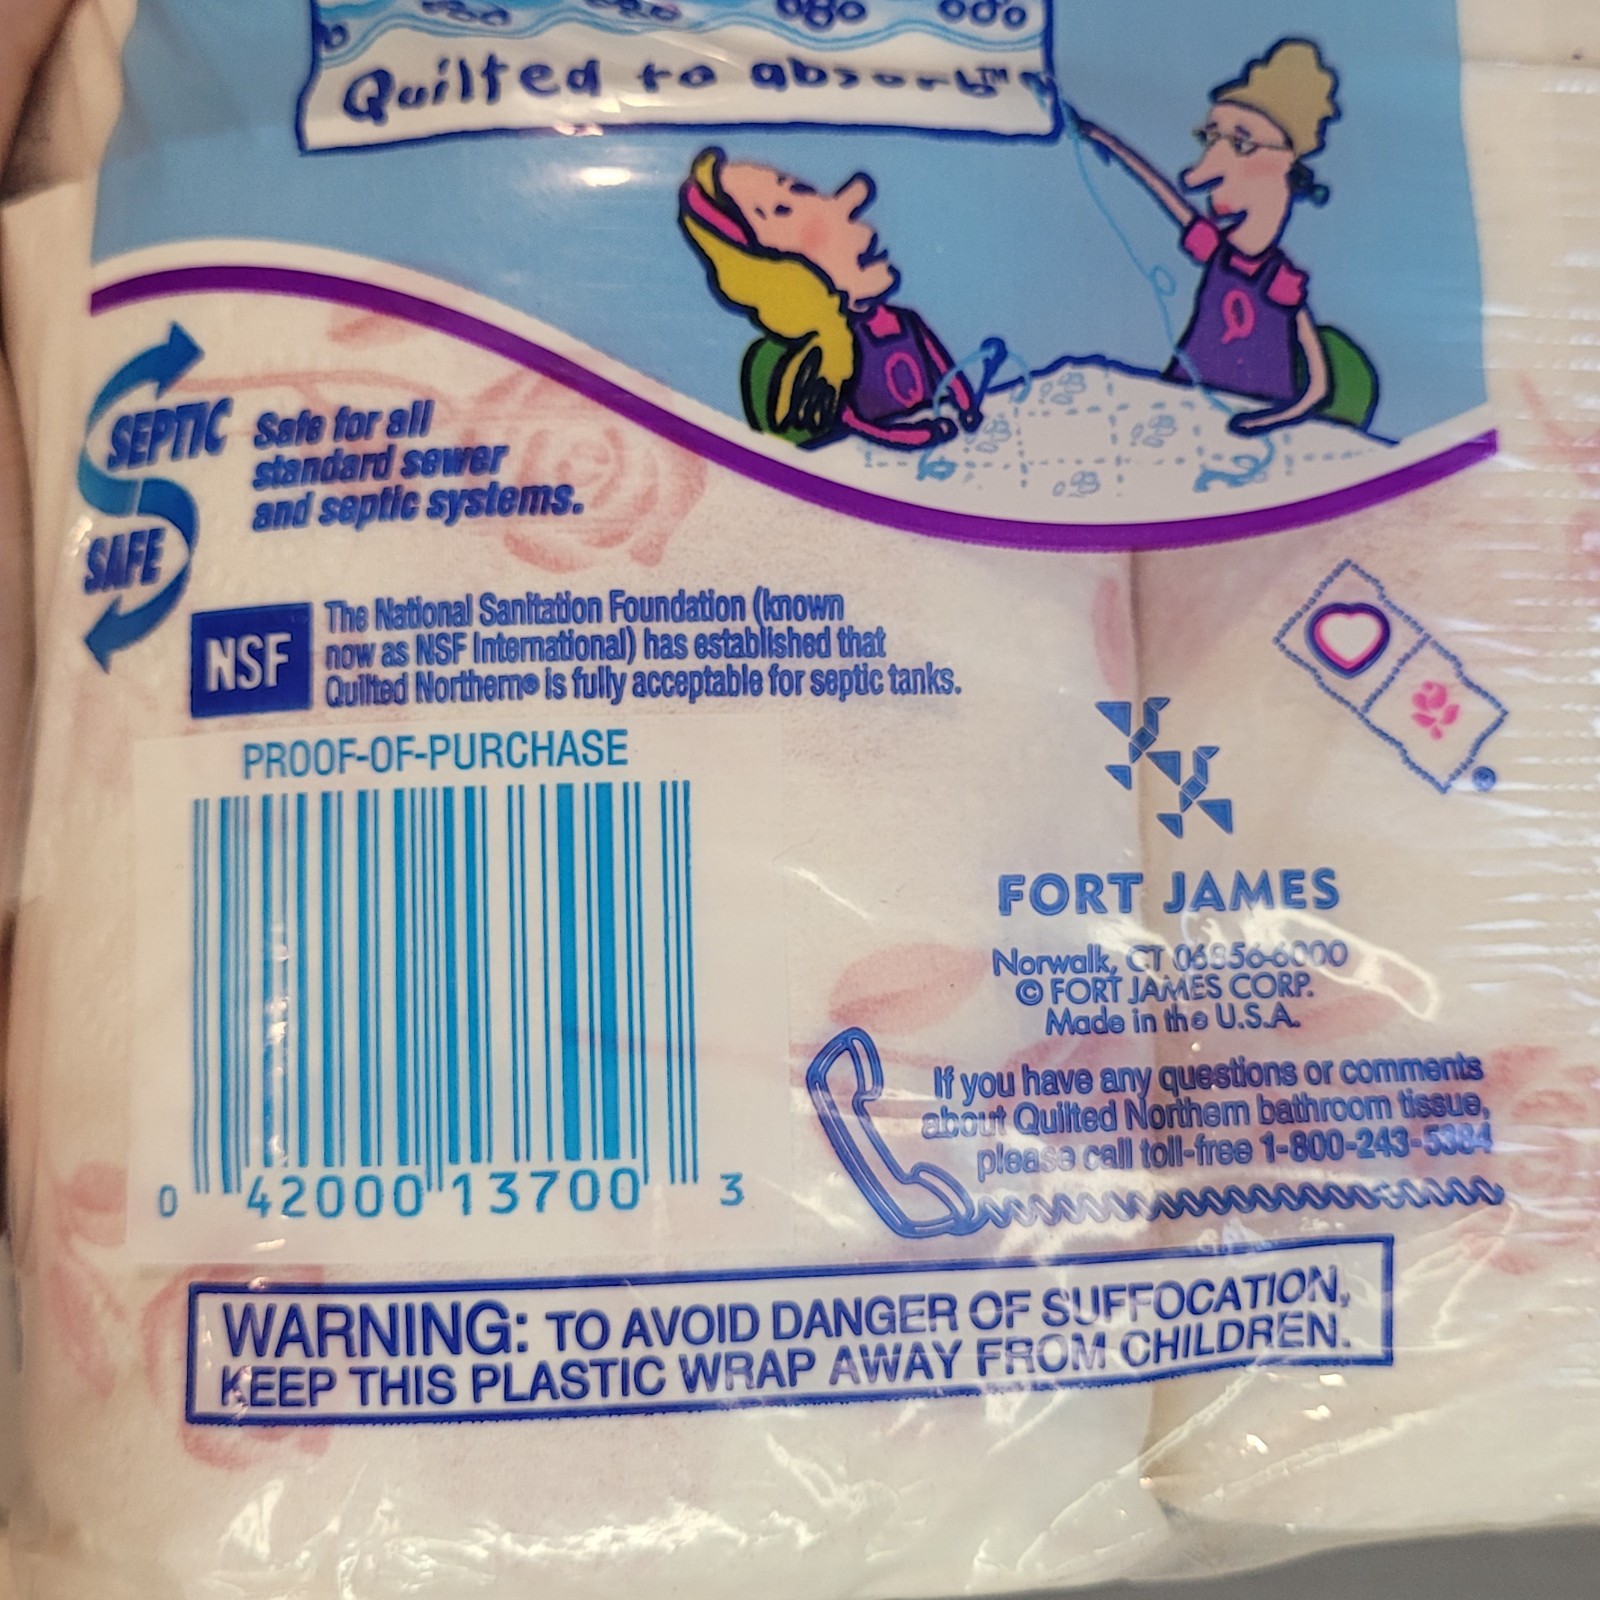 Quilted to absorb™
SEPTIC
SAFE
Safe for all
standard sewer
and septic systems.
NSF
The National Sanitation Foundation (known
now as NSF International) has established that
Quilted Northern® is fully acceptable for septic tanks.
PROOF-OF-PURCHASE
0 42000 13700 3
Q
Q
®
FORT JAMES
Norwalk, CT 06856-6000
© FORT JAMES CORP.
Made in the U.S.A.
If you have any questions or comments
about Quilted Northern bathroom tissue,
please call toll-free 1-800-243-5384
WARNING: TO AVOID DANGER OF SUFFOCATION,
KEEP THIS PLASTIC WRAP AWAY FROM CHILDREN.